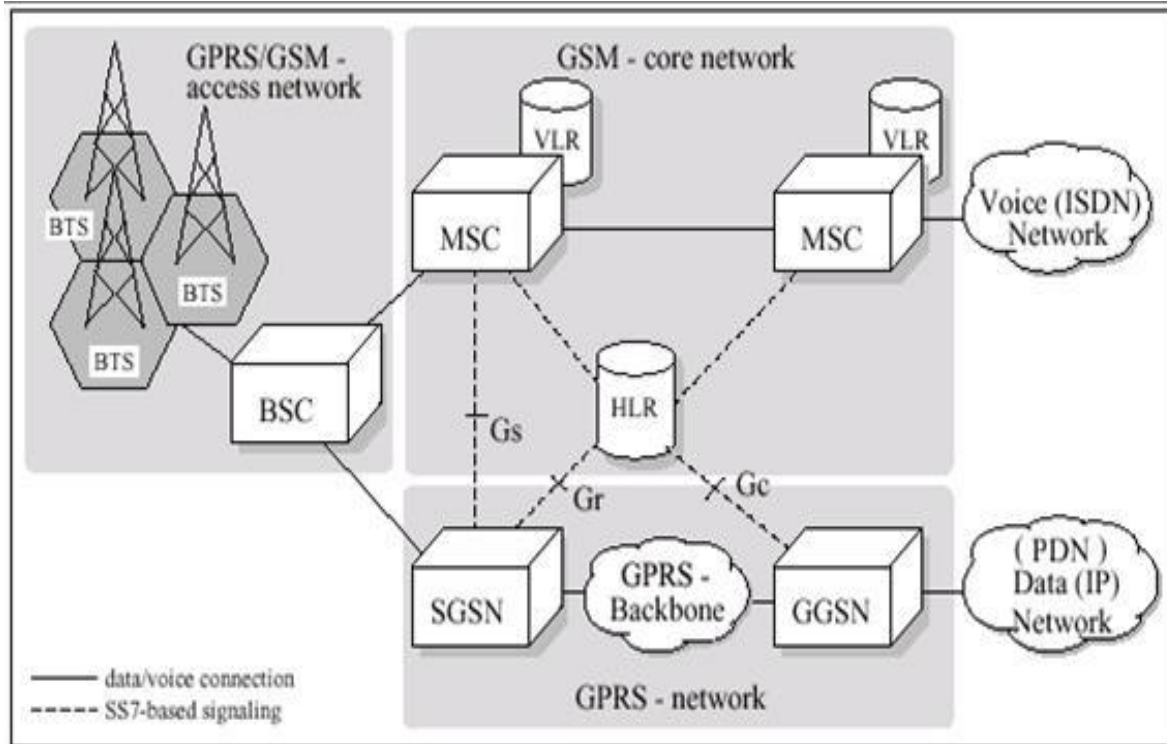 GPRS/GSM -
access network
BTS
BTS
BTS
BSC
GSM - core network
VLR
VLR
MSC
MSC
Voice (ISDN)
Network
HLR
Gs
Gr
Gc
SGSN
GPRS -
Backbone
GGSN
( PDN )
Data (IP)
Network
GPRS - network
data/voice connection
SS7-based signaling